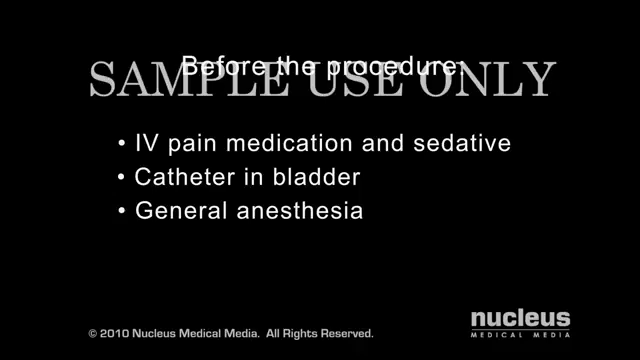 Before the procedure:
SAMPLE USE ONLY
• IV pain medication and sedative
• Catheter in bladder
• General anesthesia
© 2010 Nucleus Medical Media. All Rights Reserved.
nucleus
MEDICAL MEDIA